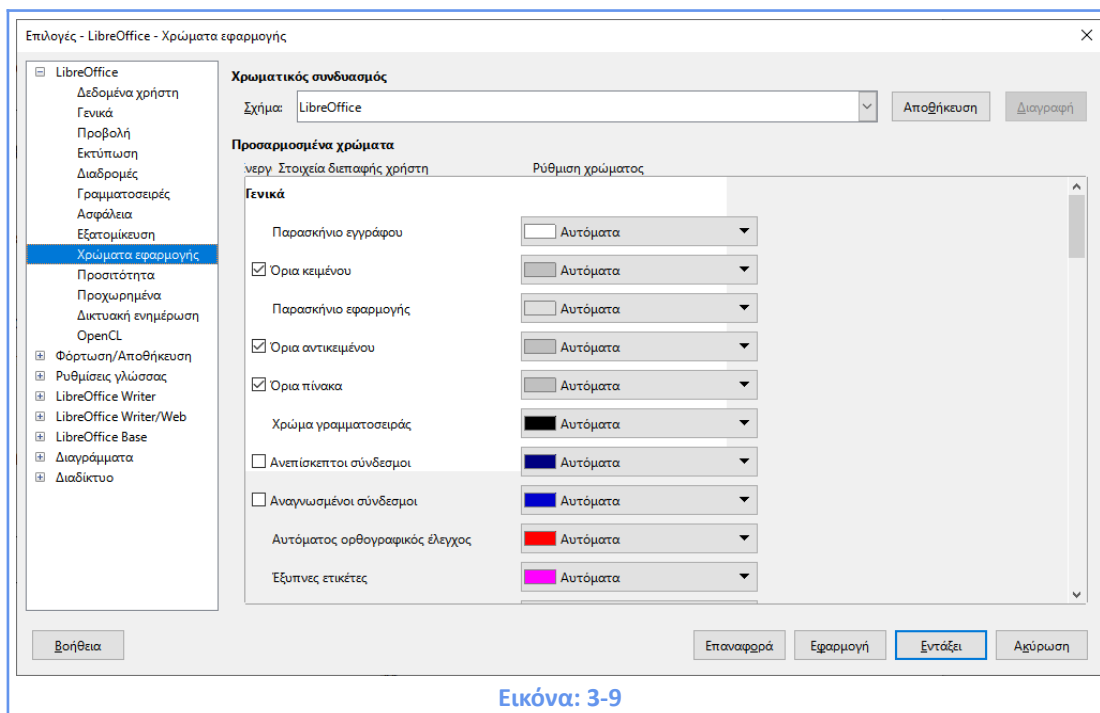 Επιλογές - LibreOffice - Χρώματα εφαρμογής
LibreOffice
Δεδομένα χρήστη
Γενικά
Προβολή
Εκτύπωση
Διαδρομές
Γραμματοσειρές
Ασφάλεια
Εξατομίκευση
Χρώματα εφαρμογής
Προσιτότητα
Προχωρημένα
Δικτυακή ενημέρωση
OpenCL
Φόρτωση/Αποθήκευση
Ρυθμίσεις γλώσσας
LibreOffice Writer
LibreOffice Writer/Web
LibreOffice Base
Διαγράμματα
Διαδίκτυο
Χρωματικός συνδυασμός
Σχήμα: LibreOffice Αποθήκευση Διαγραφή
Προσαρμοσμένα χρώματα
νεργ Στοιχεία διεπαφής χρήστη Ρύθμιση χρώματος
Γενικά
Παρασκήνιο εγγράφου Αυτόματα
Όρια κειμένου Αυτόματα
Παρασκήνιο εφαρμογής Αυτόματα
Όρια αντικειμένου Αυτόματα
Όρια πίνακα Αυτόματα
Χρώμα γραμματοσειράς Αυτόματα
Ανεπίσκεπτοι σύνδεσμοι Αυτόματα
Αναγνωσμένοι σύνδεσμοι Αυτόματα
Αυτόματος ορθογραφικός έλεγχος Αυτόματα
Έξυπνες ετικέτες Αυτόματα
Βοήθεια Επαναφορά Εφαρμογή Εντάξει Ακύρωση
Εικόνα: 3-9